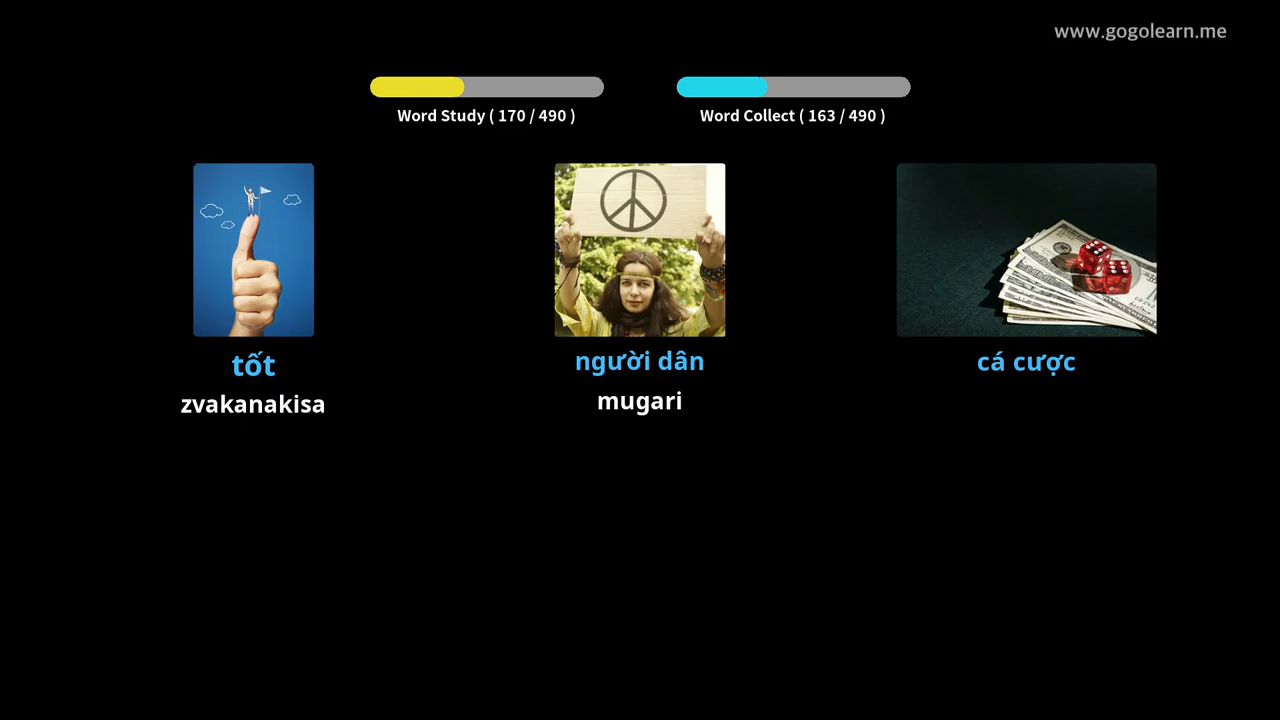 www.gogolearn.me
Word Study ( 170 / 490 )
Word Collect ( 163 / 490 )
tốt
zvakanakisa
người dân
mugari
cá cược